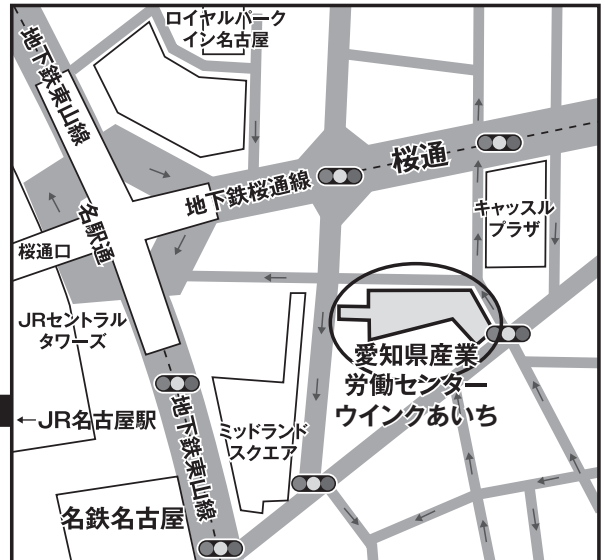 ロイヤルパーク
イン名古屋
地下鉄東山線
桜通
地下鉄桜通線
キャッスル
プラザ
名駅通
桜通口
JRセントラル
タワーズ
愛知県産業
労働センター
ウインクあいち
←JR名古屋駅
ミッドランド
スクエア
地下鉄東山線
名鉄名古屋